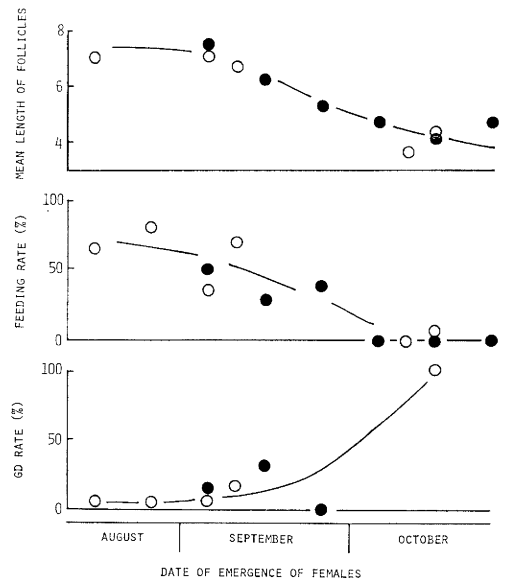 MEAN LENGTH OF FOLLICLES
8
6
4
FEEDING RATE (%)
100
50
0
GD RATE (%)
100
50
0
AUGUST SEPTEMBER OCTOBER
DATE OF EMERGENCE OF FEMALES